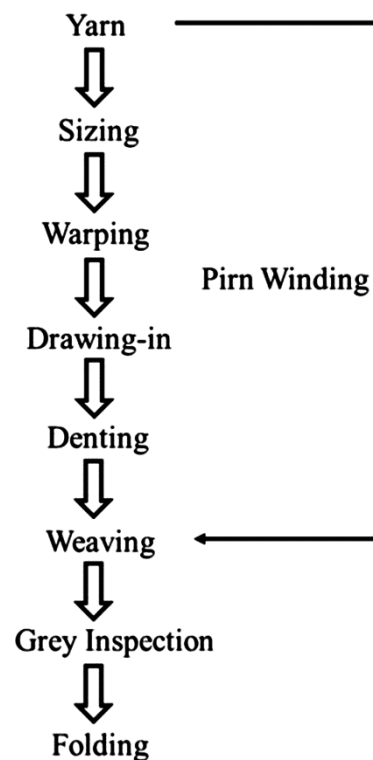 Yarn
Sizing
Warping
Pirn Winding
Drawing-in
Denting
Weaving
Grey Inspection
Folding